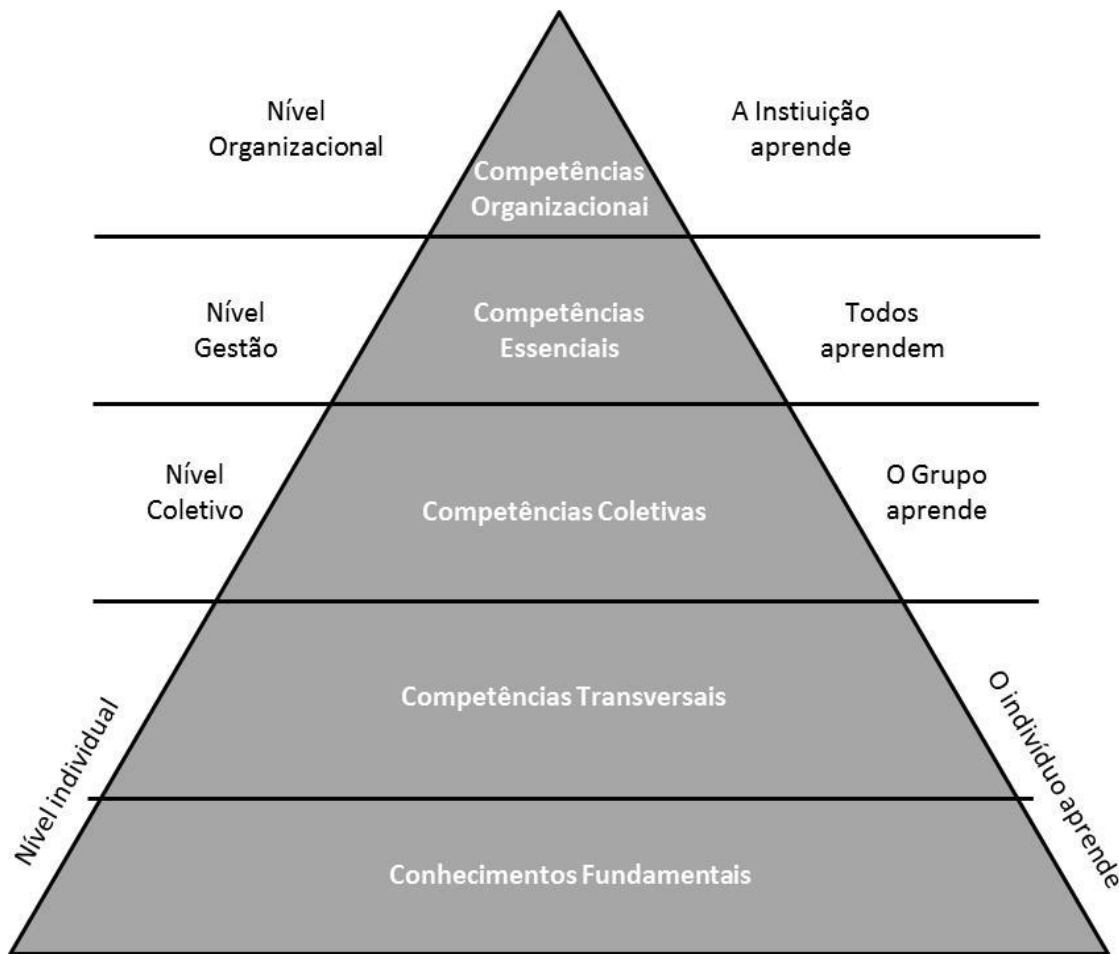 Nível
Organizacional
A Instiuição
aprende
Competências
Organizacionai
Nível
Gestão
Competências
Essenciais
Todos
aprendem
Nível
Coletivo
Competências Coletivas
O Grupo
aprende
Nível individual
Competências Transversais
O indivíduo aprende
Conhecimentos Fundamentais